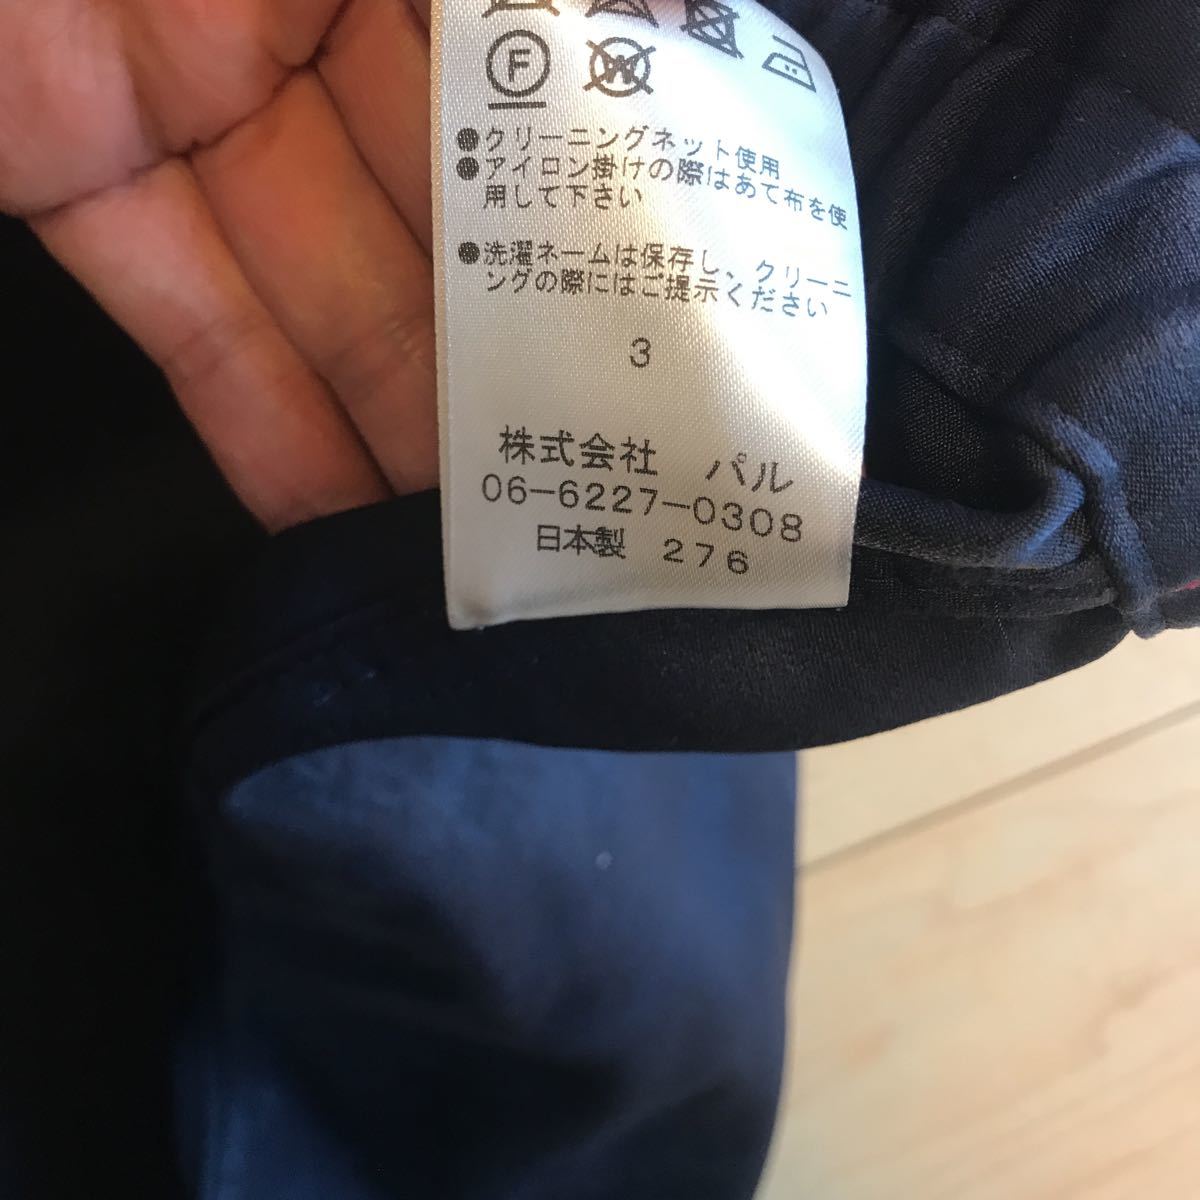 F W
●クリーニングネット使用
●アイロン掛けの際はあて布を使
用して下さい
●洗濯ネームは保存し、クリーニ
ングの際にはご提示ください
3
株式会社 パル
06-6227-0308
日本製 276